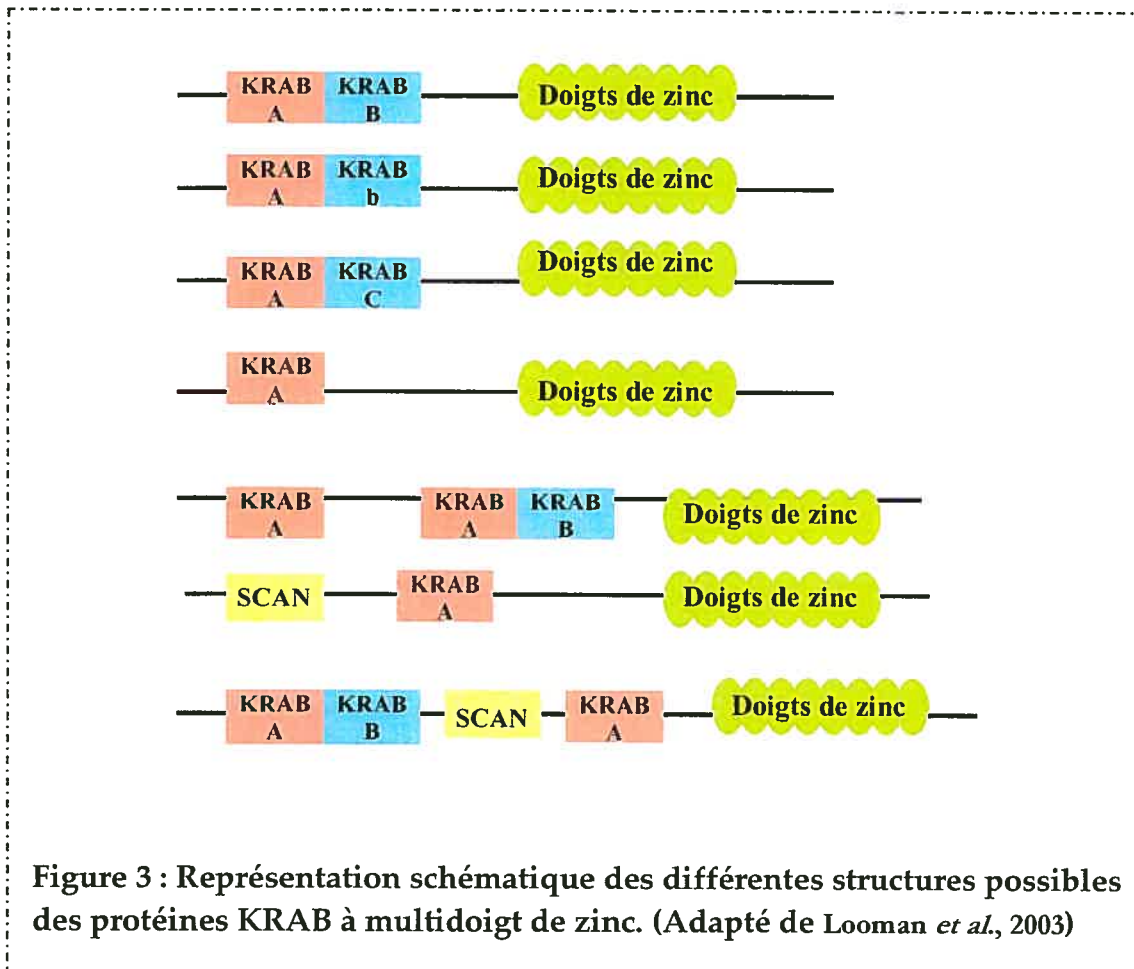 KRAB KRAB Doigts de zinc
A B
KRAB KRAB Doigts de zinc
A b
KRAB KRAB Doigts de zinc
A C
KRAB
A Doigts de zinc
KRAB KRAB KRAB Doigts de zinc
A A B
SCAN KRAB Doigts de zinc
A
KRAB KRAB SCAN KRAB Doigts de zinc
A B A
Figure 3 : Représentation schématique des différentes structures possibles
des protéines KRAB à multidoigt de zinc. (Adapté de Looman et al., 2003)